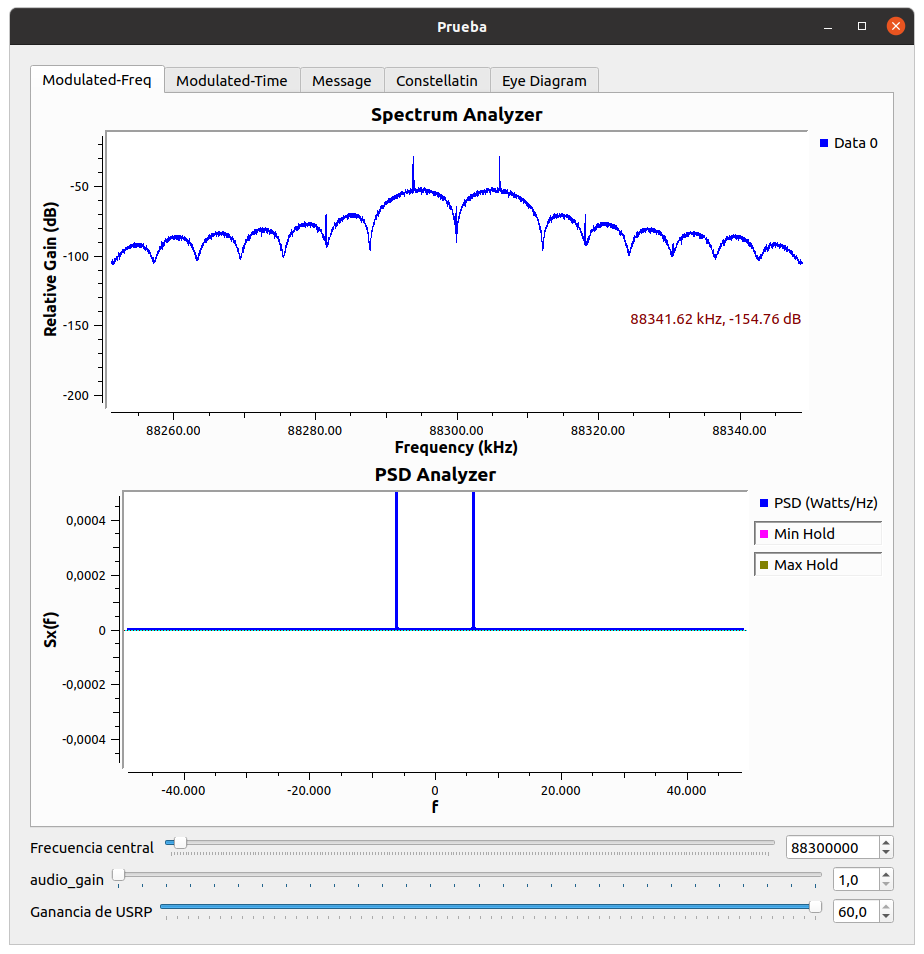 Prueba
Modulated-Freq Modulated-Time Message Constellatin Eye Diagram
Spectrum Analyzer
Data 0
Relative Gain (dB)
-50
-100
-150
-200
88341.62 kHz, -154.76 dB
88260.00 88280.00 88300.00 88320.00 88340.00
Frequency (kHz)
PSD Analyzer
PSD (Watts/Hz)
Min Hold
Max Hold
Sx(f)
0,0004
0,0002
0
-0,0002
-0,0004
-40.000 -20.000 0 20.000 40.000
f
Frecuencia central 88300000
audio_gain 1,0
Ganancia de USRP 60,0